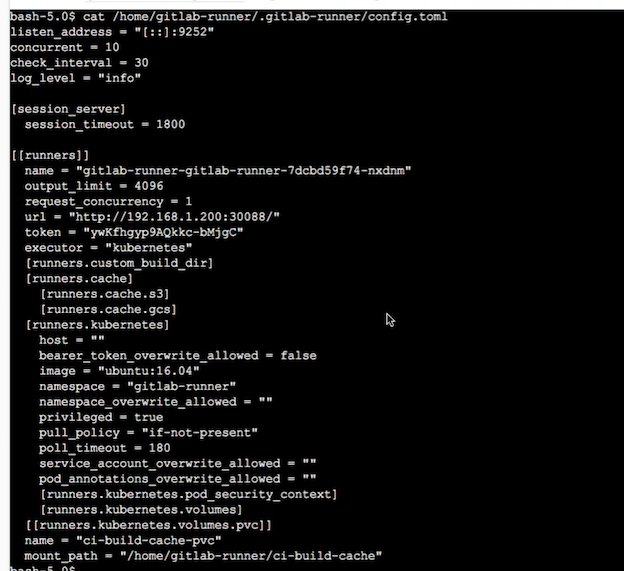 bash-5.0$ cat /home/gitlab-runner/.gitlab-runner/config.toml
listen_address = "[::]:9252"
concurrent = 10
check_interval = 30
log_level = "info"
[session_server]
  session_timeout = 1800
[[runners]]
  name = "gitlab-runner-gitlab-runner-7dcbd59f74-nxdnm"
  output_limit = 4096
  request_concurrency = 1
  url = "http://192.168.1.200:30088/"
  token = "ywKfhgyp9AQkkc-bMjgC"
  executor = "kubernetes"
  [runners.custom_build_dir]
  [runners.cache]
    [runners.cache.s3]
    [runners.cache.gcs]
  [runners.kubernetes]
    host = ""
    bearer_token_overwrite_allowed = false
    image = "ubuntu:16.04"
    namespace = "gitlab-runner"
    namespace_overwrite_allowed = ""
    privileged = true
    pull_policy = "if-not-present"
    poll_timeout = 180
    service_account_overwrite_allowed = ""
    pod_annotations_overwrite_allowed = ""
    [runners.kubernetes.pod_security_context]
    [runners.kubernetes.volumes]
  [[runners.kubernetes.volumes.pvc]]
  name = "ci-build-cache-pvc"
  mount_path = "/home/gitlab-runner/ci-build-cache"
bash-5.0$